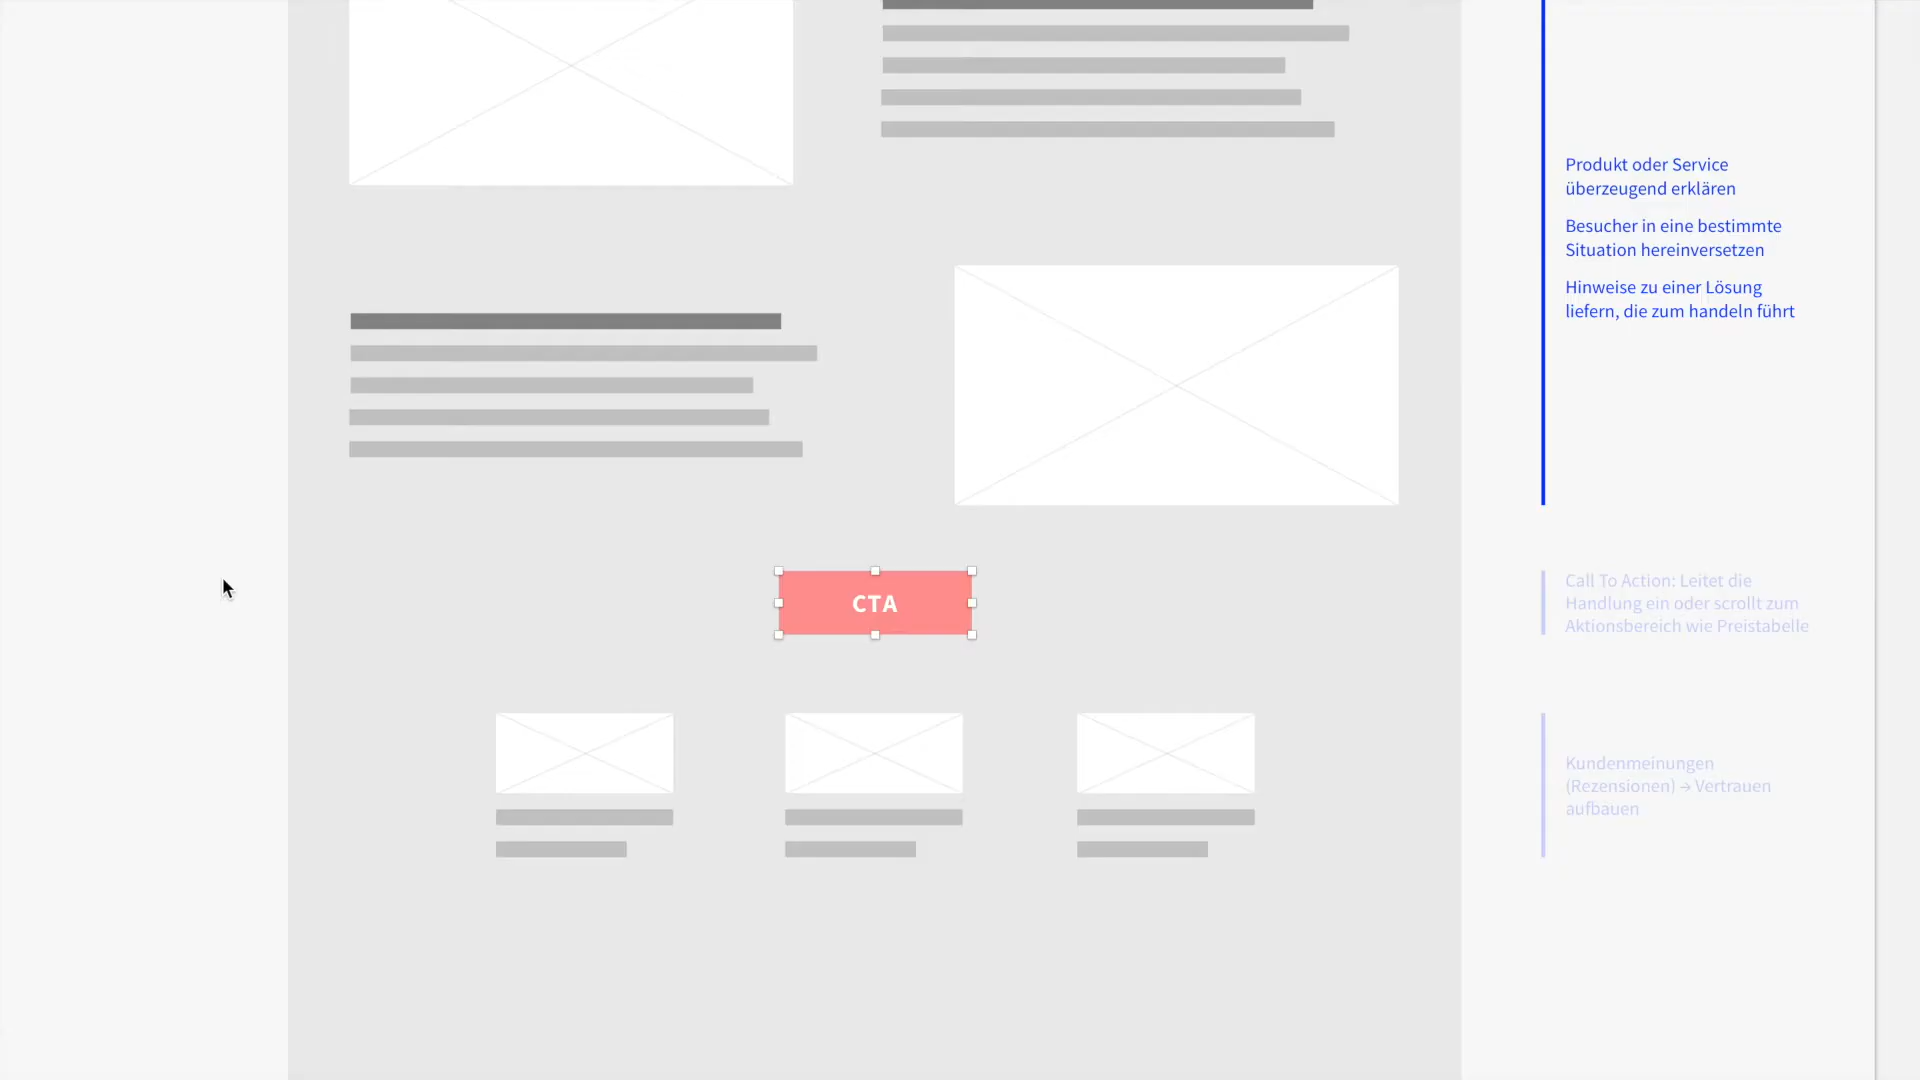 Produkt oder Service
überzeugend erklären
Besucher in eine bestimmte
Situation hereinversetzen
Hinweise zu einer Lösung
liefern, die zum handeln führt
CTA
Call To Action: Leitet die
Handlung ein oder scrollt zum
Aktionsbereich wie Preistabelle
Kundenmeinungen
(Rezensionen) → Vertrauen
aufbauen